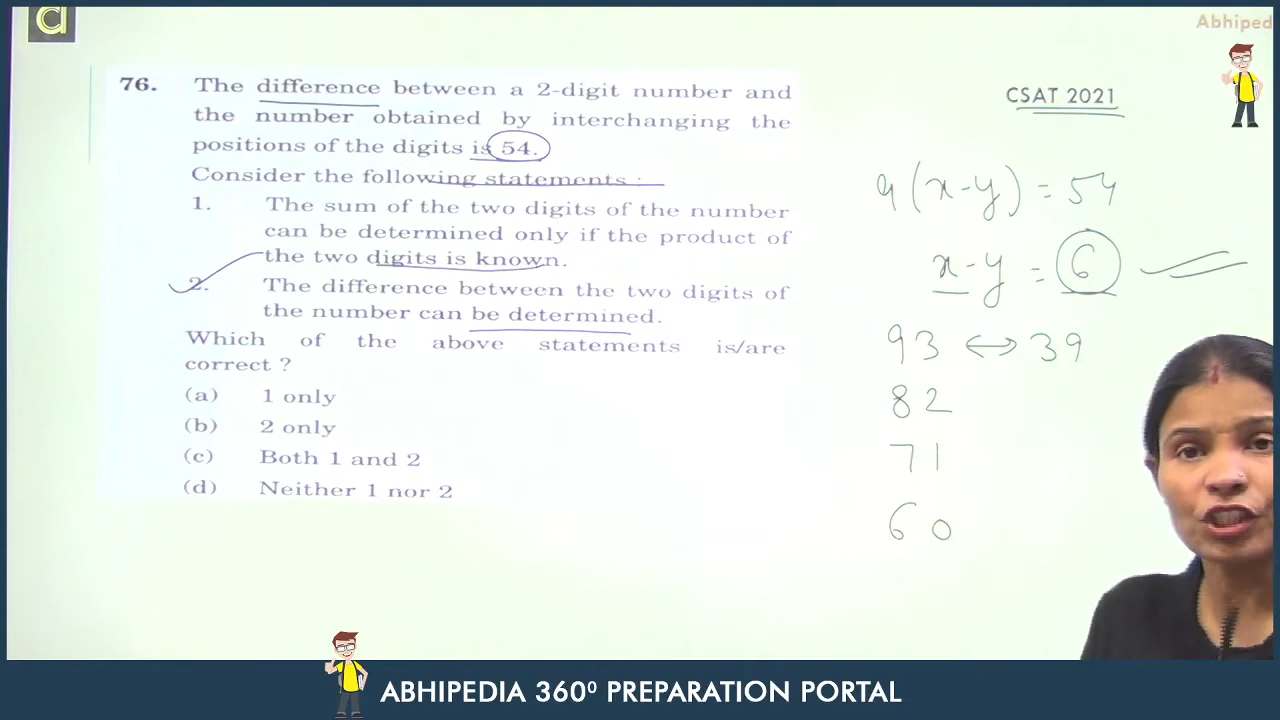 d
Abhiped
76. The difference between a 2-digit number and
the number obtained by interchanging the
positions of the digits is 54.
Consider the following statements :
1. The sum of the two digits of the number
can be determined only if the product of
the two digits is known.
2. The difference between the two digits of
the number can be determined.
Which of the above statements is/are
correct ?
(a) 1 only
(b) 2 only
(c) Both 1 and 2
(d) Neither 1 nor 2
CSAT 2021
9(x-y) = 54
x-y = 6
93 ↔ 39
82
71
60
ABHIPEDIA 360⁰ PREPARATION PORTAL